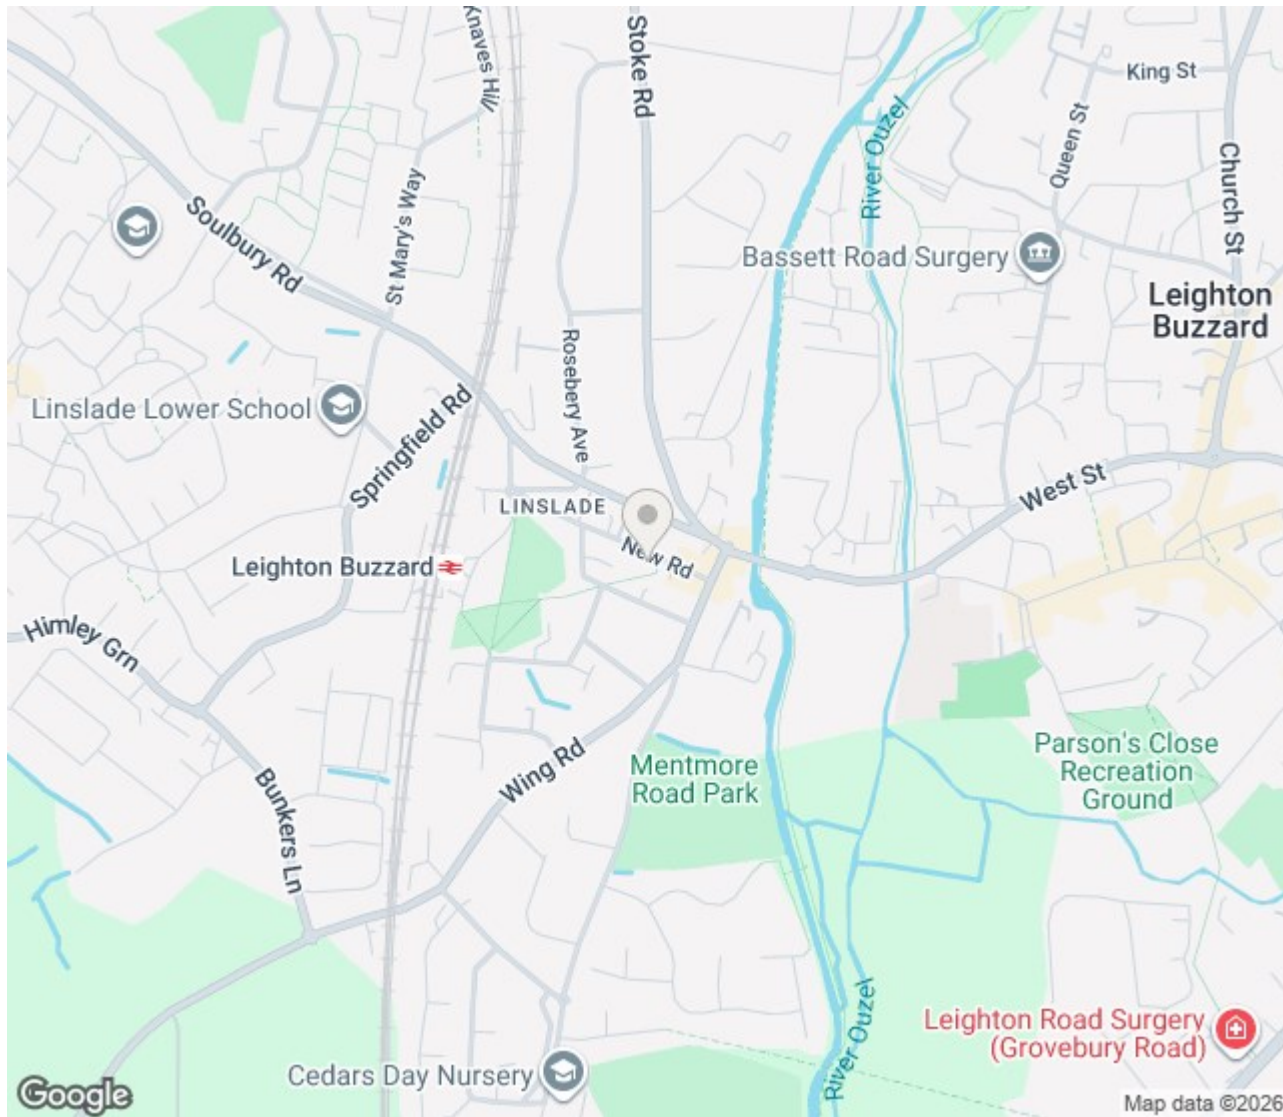 Knaves Hill
Stoke Rd
King St
Queen St
Church St
River Ouzel
St Mary's Way
Soulbury Rd
Bassett Road Surgery
Leighton
Buzzard
Rosebery Ave
Linslade Lower School
Springfield Rd
West St
LINSLADE
New Rd
Leighton Buzzard
Himley Grn
Wing Rd
Mentmore
Road Park
Parson's Close
Recreation
Ground
Bunkers Ln
River Ouzel
Leighton Road Surgery
(Grovebury Road)
Cedars Day Nursery
Google
Map data ©2026